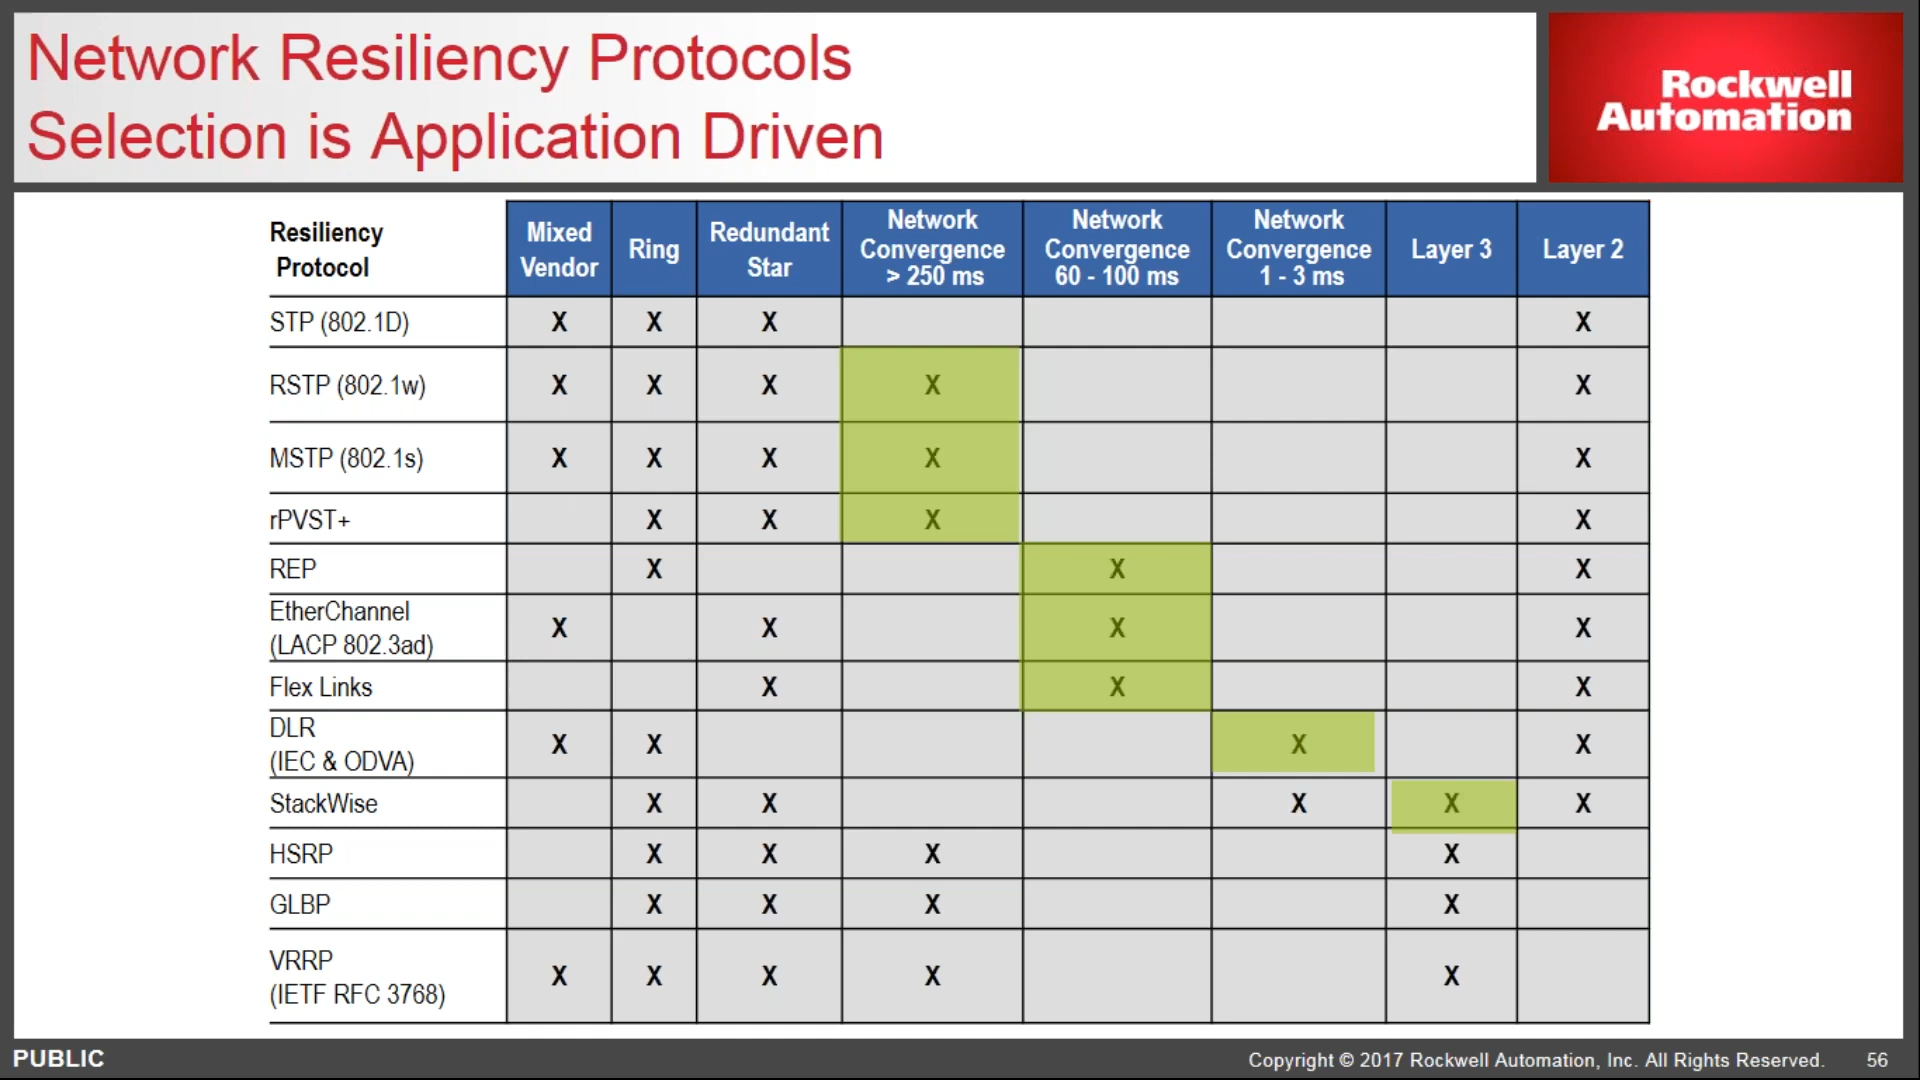 Network Resiliency Protocols
Selection is Application Driven
Rockwell
Automation
Resiliency
Protocol
Mixed
Vendor
Ring
Redundant
Star
Network
Convergence
> 250 ms
Network
Convergence
60 - 100 ms
Network
Convergence
1 - 3 ms
Layer 3
Layer 2
STP (802.1D) X X X X
RSTP (802.1w) X X X X X
MSTP (802.1s) X X X X X
rPVST+ X X X X
REP X X X
EtherChannel
(LACP 802.3ad) X X X X
Flex Links X X X
DLR
(IEC & ODVA) X X X X
StackWise X X X X X
HSRP X X X X
GLBP X X X X
VRRP
(IETF RFC 3768) X X X X X
PUBLIC
Copyright © 2017 Rockwell Automation, Inc. All Rights Reserved. 56